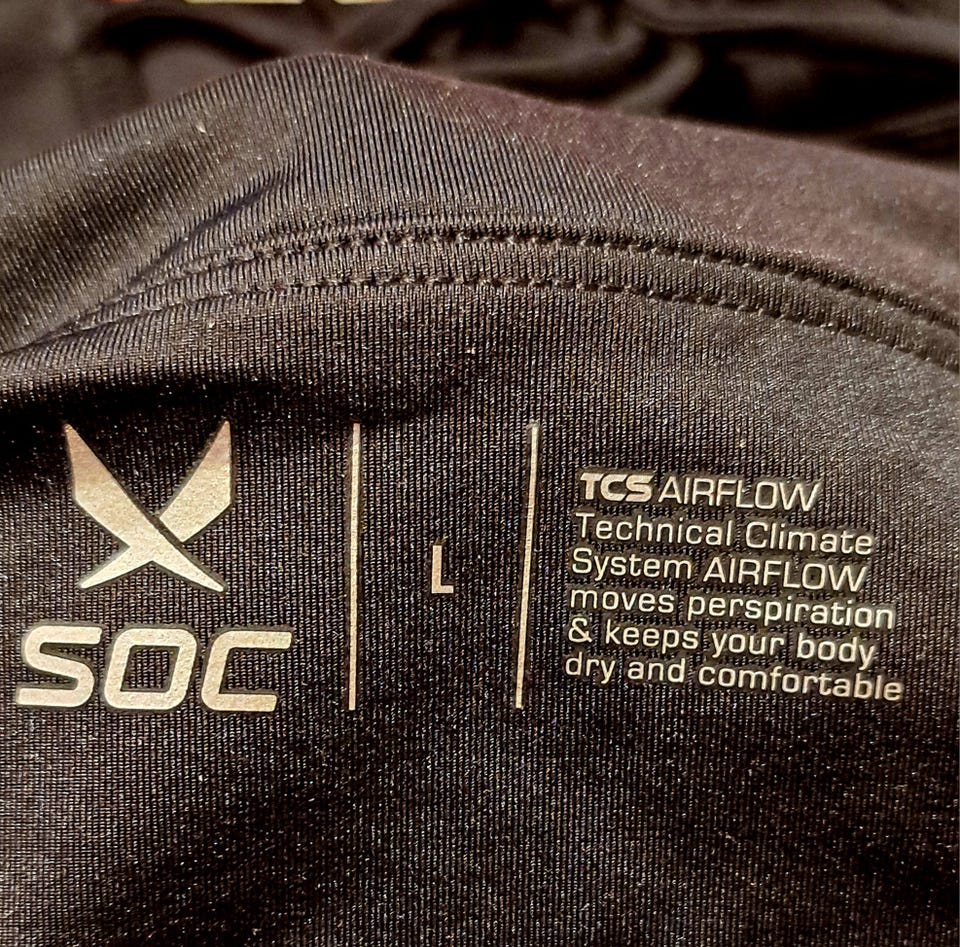 SOC
L
TCS AIRFLOW
Technical Climate
System AIRFLOW
moves perspiration
& keeps your body
dry and comfortable